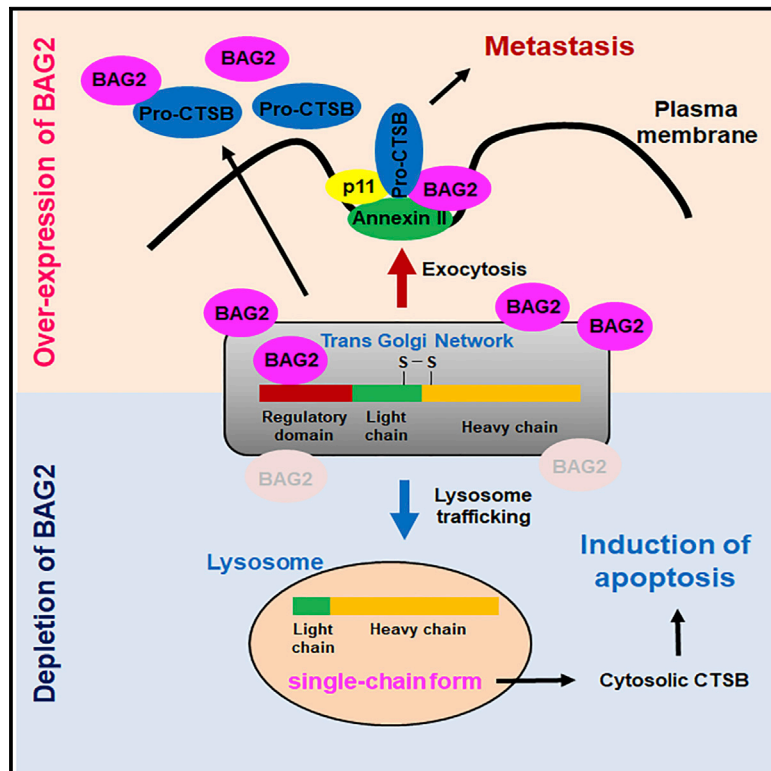 Over-expression of BAG2
BAG2
BAG2
Pro-CTSB
Pro-CTSB
Metastasis
Pro-CTSB
Plasma
membrane
p11
BAG2
Annexin II
Exocytosis
BAG2
BAG2
BAG2
Trans Golgi Network
BAG2
S – S
Regulatory
domain
Light
chain
Heavy chain
Depletion of BAG2
BAG2
BAG2
Lysosome
trafficking
Lysosome
Induction of
apoptosis
Light
chain
Heavy chain
single-chain form
Cytosolic CTSB